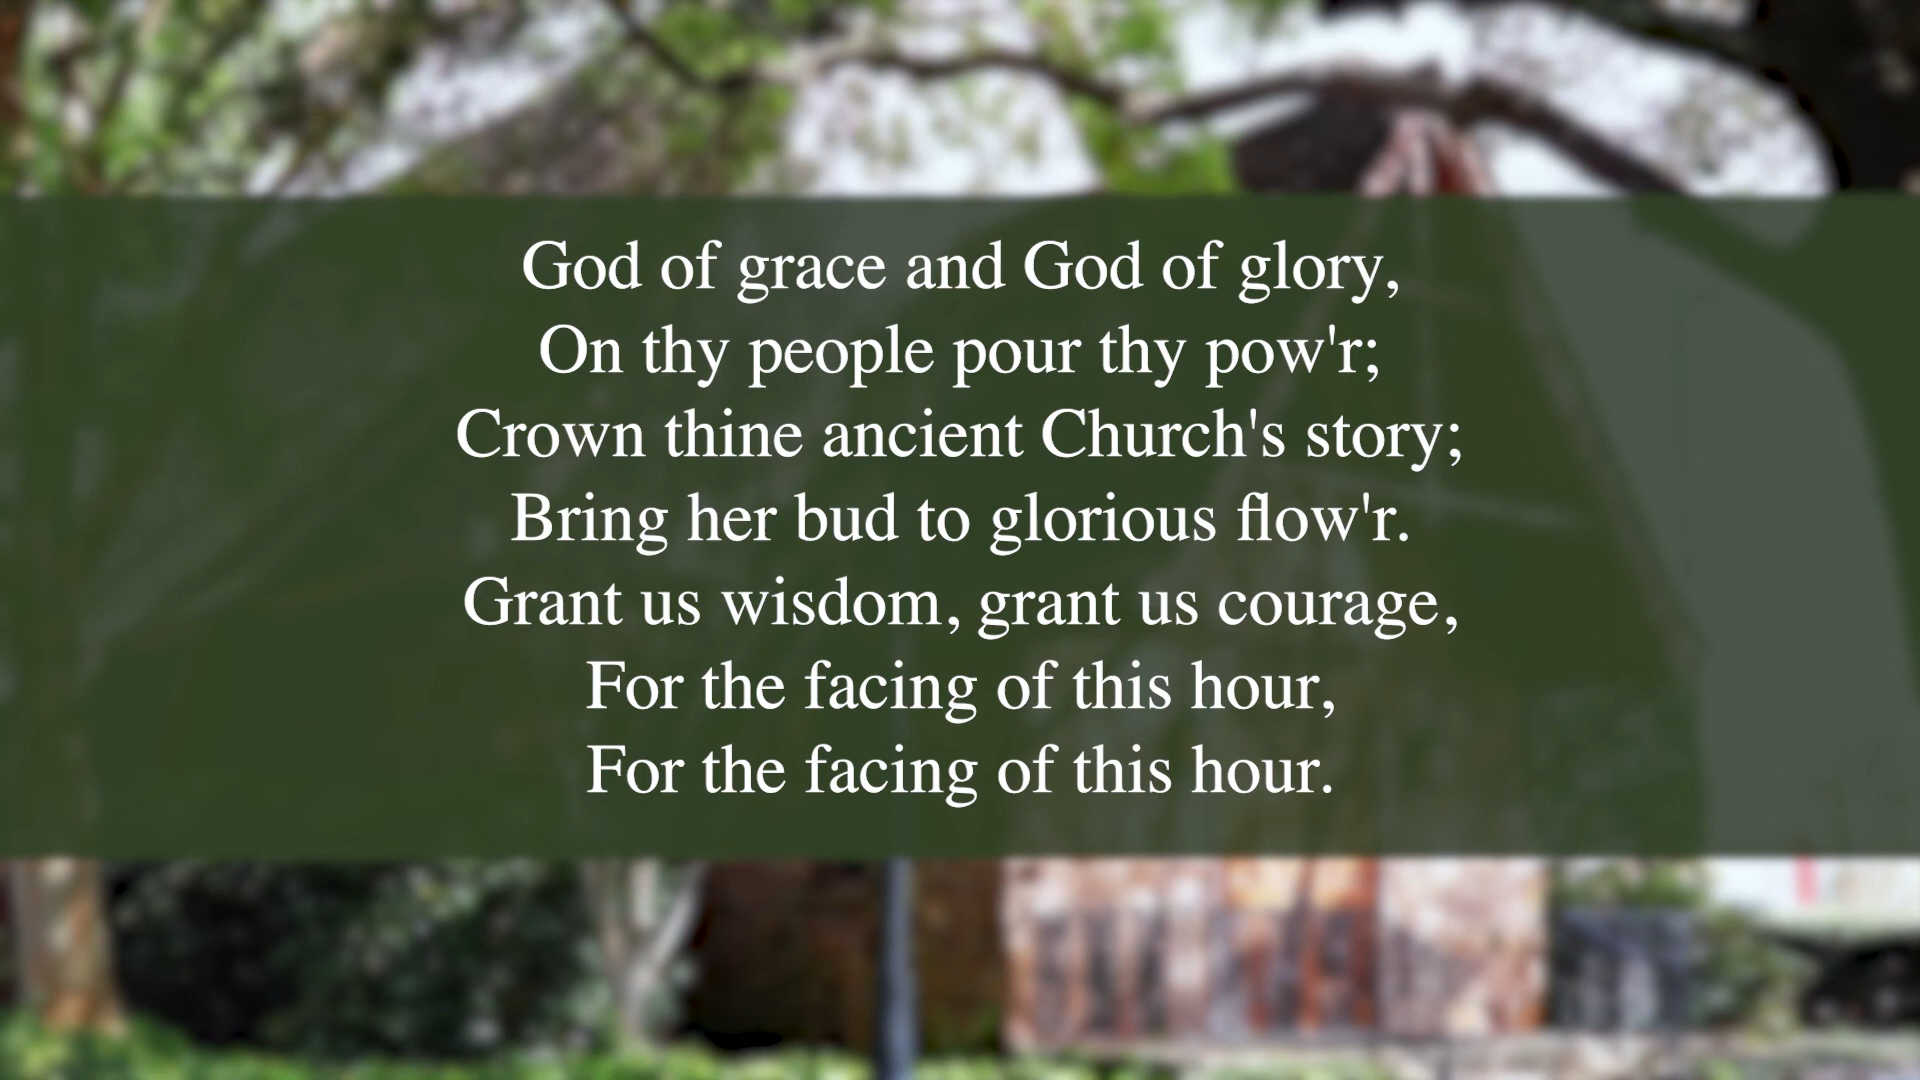 God of grace and God of glory,
On thy people pour thy pow'r;
Crown thine ancient Church's story;
Bring her bud to glorious flow'r.
Grant us wisdom, grant us courage,
For the facing of this hour,
For the facing of this hour.